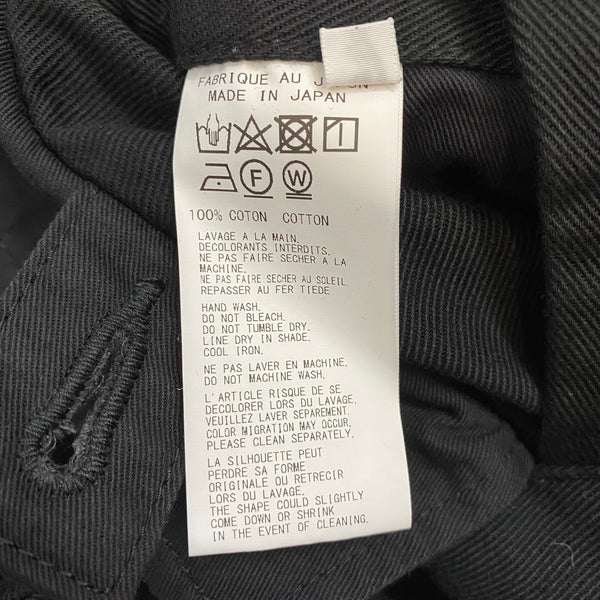 FABRIQUE AU J PON
MADE IN JAPAN
F W
100% COTON COTTON
LAVAGE A LA MAIN.
DECOLORANTS INTERDITS.
NE PAS FAIRE SECHER A LA
MACHINE.
NE PAS FAIRE SECHER AU SOLEIL.
REPASSER AU FER TIEDE
HAND WASH.
DO NOT BLEACH.
DO NOT TUMBLE DRY.
LINE DRY IN SHADE.
COOL IRON.
NE PAS LAVER EN MACHINE.
DO NOT MACHINE WASH.
L'ARTICLE RISQUE DE SE
DECOLORER LORS DU LAVAGE.
VEUILLEZ LAVER SEPAREMENT.
COLOR MIGRATION MAY OCCUR,
PLEASE CLEAN SEPARATELY.
LA SILHOUETTE PEUT
PERDRE SA FORME
ORIGINALE OU RETRECIR
LORS DU LAVAGE.
THE SHAPE COULD SLIGHTLY
COME DOWN OR SHRINK
IN THE EVENT OF CLEANING.